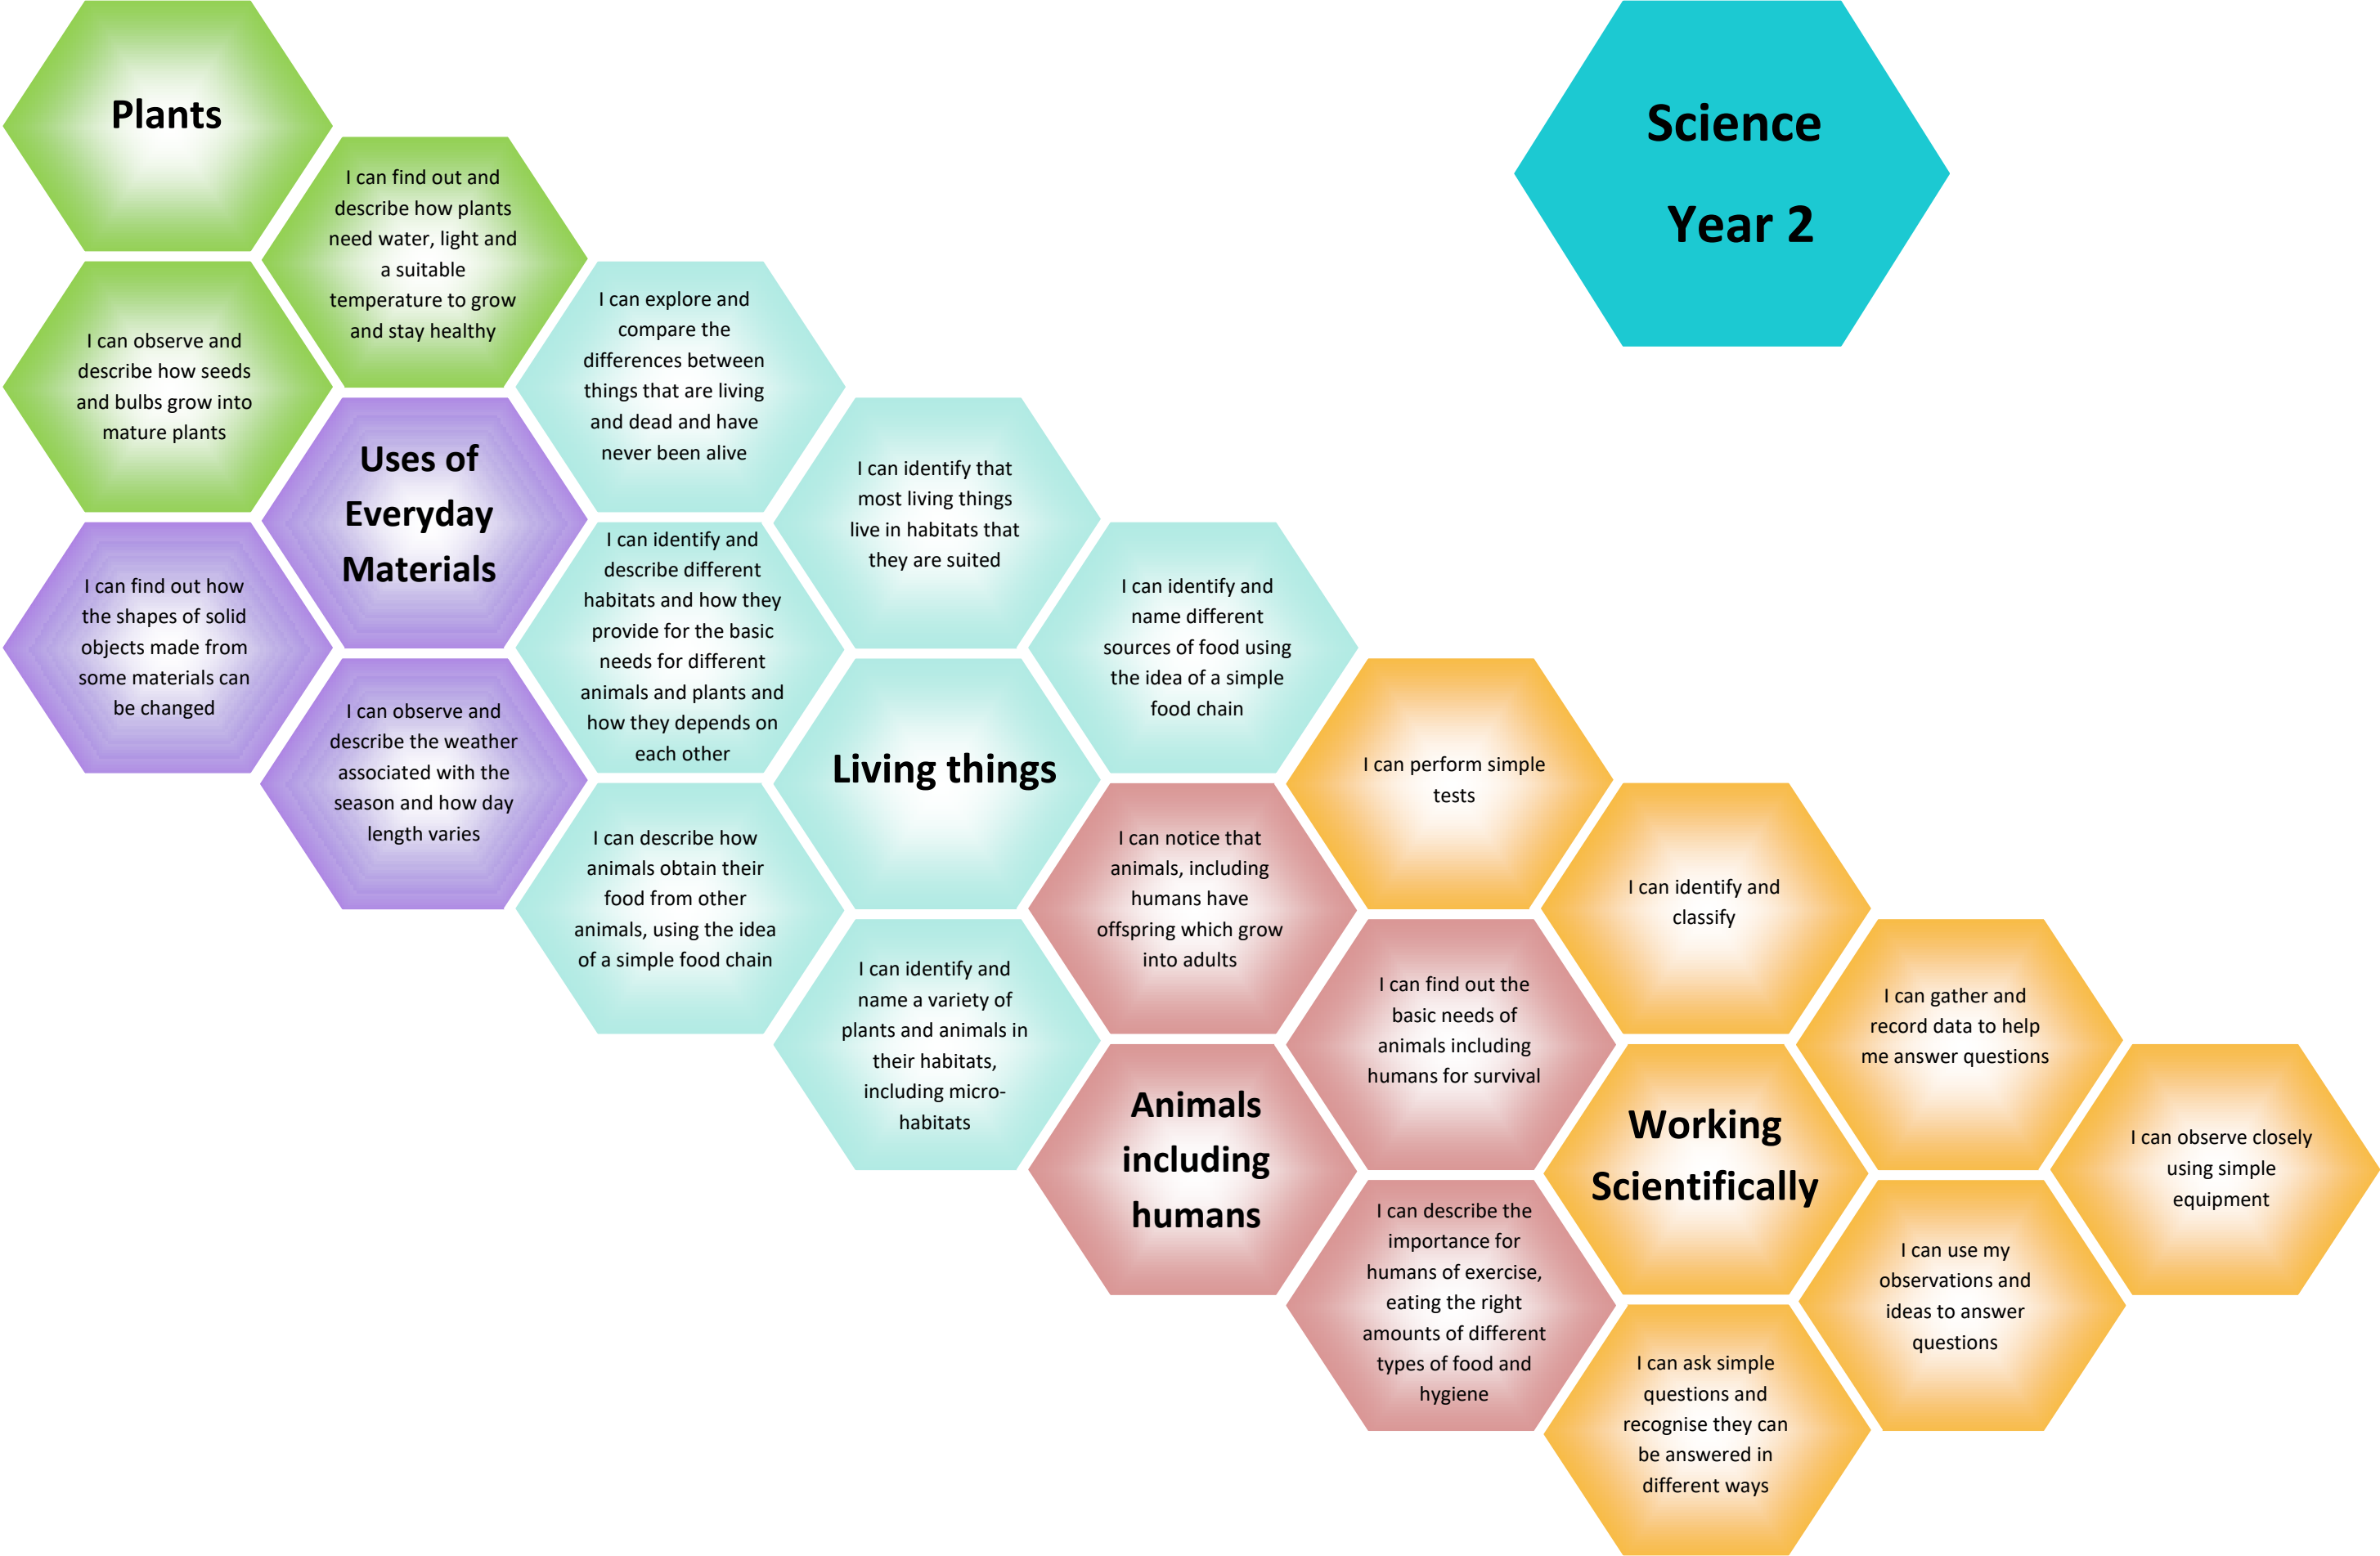 Plants
Science
Year 2
I can find out and
describe how plants
need water, light and
a suitable
temperature to grow
and stay healthy
I can observe and
describe how seeds
and bulbs grow into
mature plants
I can explore and
compare the
differences between
things that are living
and dead and have
never been alive
Uses of
Everyday
Materials
I can identify that
most living things
live in habitats that
they are suited
I can find out how
the shapes of solid
objects made from
some materials can
be changed
I can identify and
describe different
habitats and how they
provide for the basic
needs for different
animals and plants and
how they depends on
each other
I can identify and
name different
sources of food using
the idea of a simple
food chain
I can observe and
describe the weather
associated with the
season and how day
length varies
Living things
I can perform simple
tests
I can describe how
animals obtain their
food from other
animals, using the idea
of a simple food chain
I can notice that
animals, including
humans have
offspring which grow
into adults
I can identify and
classify
I can identify and
name a variety of
plants and animals in
their habitats,
including micro-
habitats
I can find out the
basic needs of
animals including
humans for survival
I can gather and
record data to help
me answer questions
Animals
including
humans
Working
Scientifically
I can observe closely
using simple
equipment
I can describe the
importance for
humans of exercise,
eating the right
amounts of different
types of food and
hygiene
I can use my
observations and
ideas to answer
questions
I can ask simple
questions and
recognise they can
be answered in
different ways